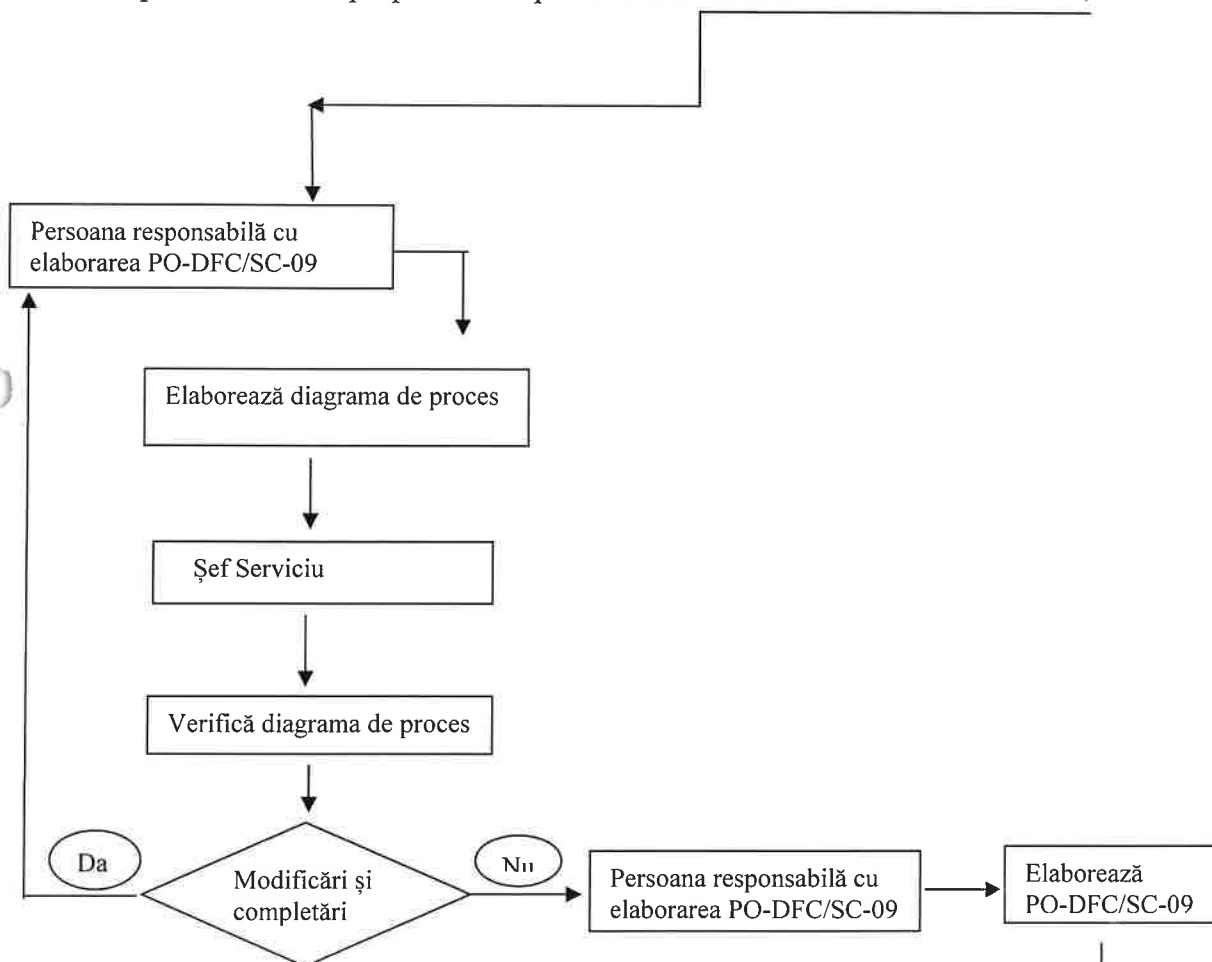 Persoana responsabilă cu
elaborarea PO-DFC/SC-09
Elaborează diagrama de proces
Șef Serviciu
Verifică diagrama de proces
Da
Nu
Modificări și
completări
Persoana responsabilă cu
elaborarea PO-DFC/SC-09
Elaborează
PO-DFC/SC-09